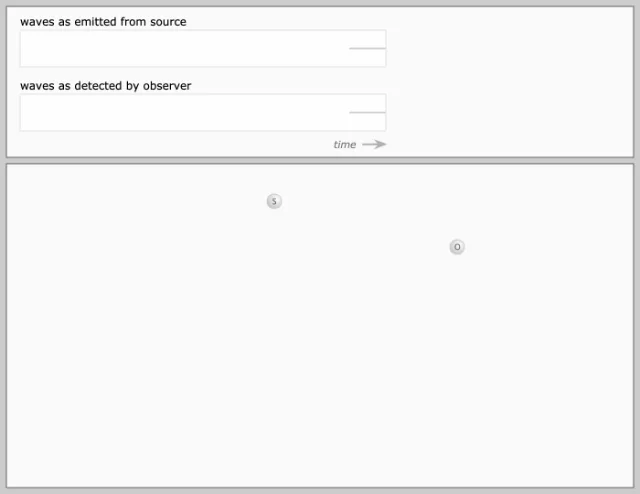 waves as emitted from source
waves as detected by observer
time
S
O